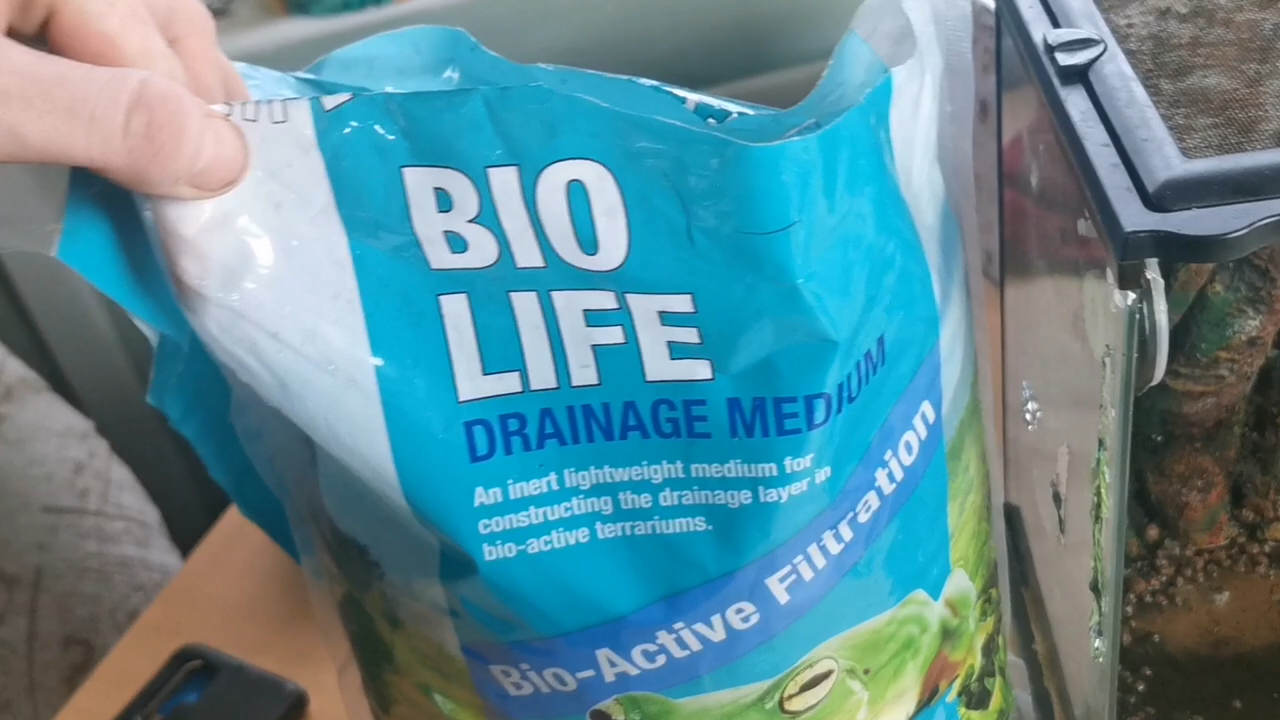 BIO
LIFE
DRAINAGE MEDIUM
An inert lightweight medium for
constructing the drainage layer in
bio-active terrariums.
Bio-Active Filtration